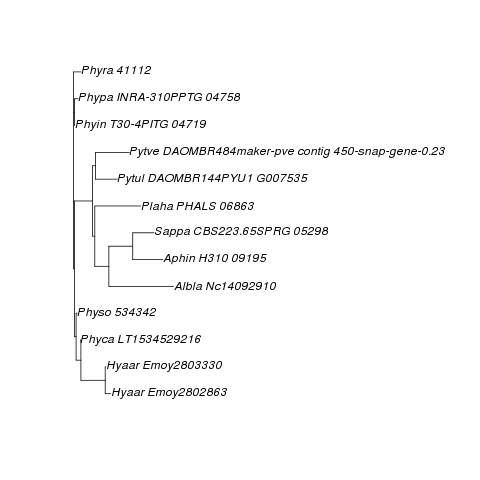 Phyra 41112
Phypa INRA-310PPTG 04758
Phyin T30-4PITG 04719
Pytve DAOMBR484maker-pve contig 450-snap-gene-0.23
Pytul DAOMBR144PYU1 G007535
Plaha PHALS 06863
Sappa CBS223.65SPRG 05298
Aphin H310 09195
Albla Nc14092910
Physo 534342
Phyca LT1534529216
Hyaar Emoy2803330
Hyaar Emoy2802863